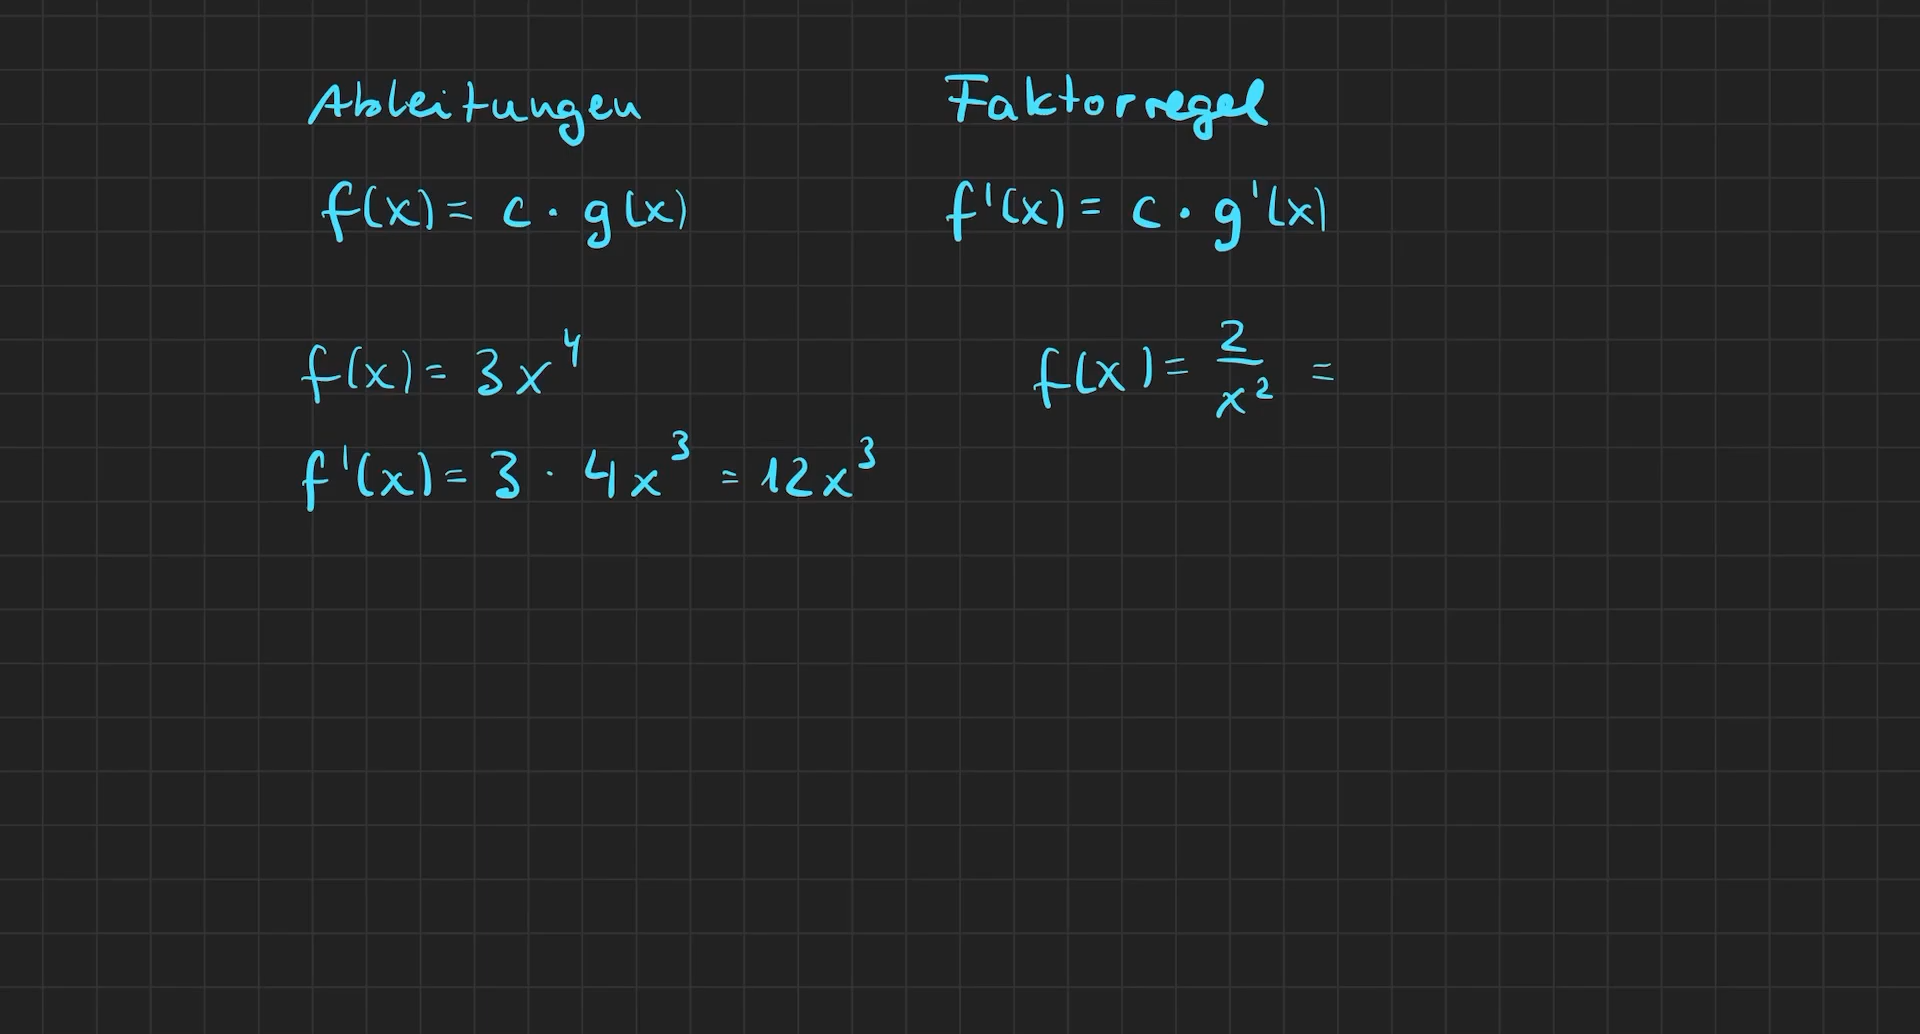 Ableitungen Faktorregel
f(x) = c · g(x) f'(x) = c · g'(x)
f(x) = 3x⁴ f(x) = 2/x² =
f'(x) = 3 · 4x³ = 12x³